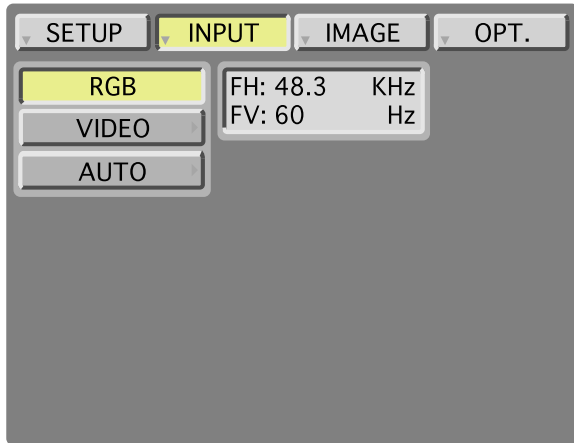 SETUP INPUT IMAGE OPT.
RGB
VIDEO
AUTO
FH: 48.3 KHz
FV: 60 Hz